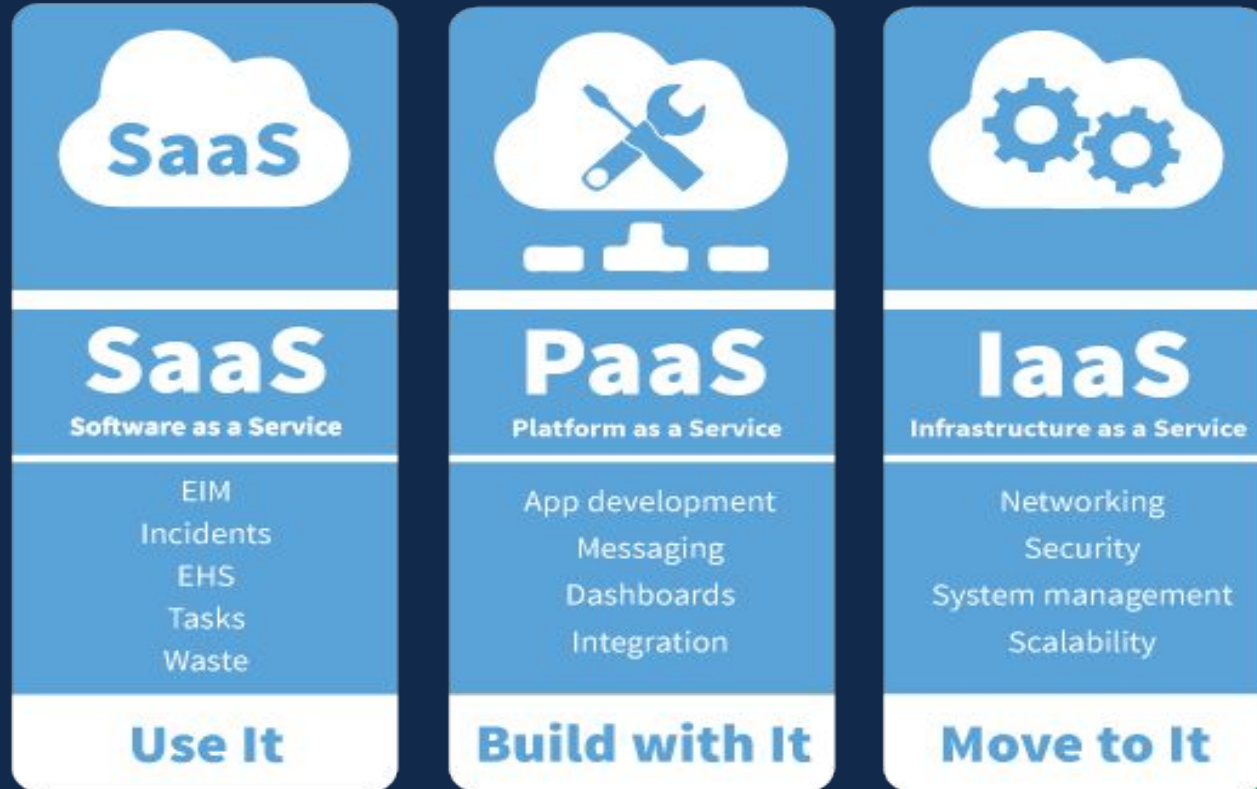 SaaS
SaaS
Software as a Service
EIM
Incidents
EHS
Tasks
Waste
Use It
PaaS
Platform as a Service
App development
Messaging
Dashboards
Integration
Build with It
IaaS
Infrastructure as a Service
Networking
Security
System management
Scalability
Move to It